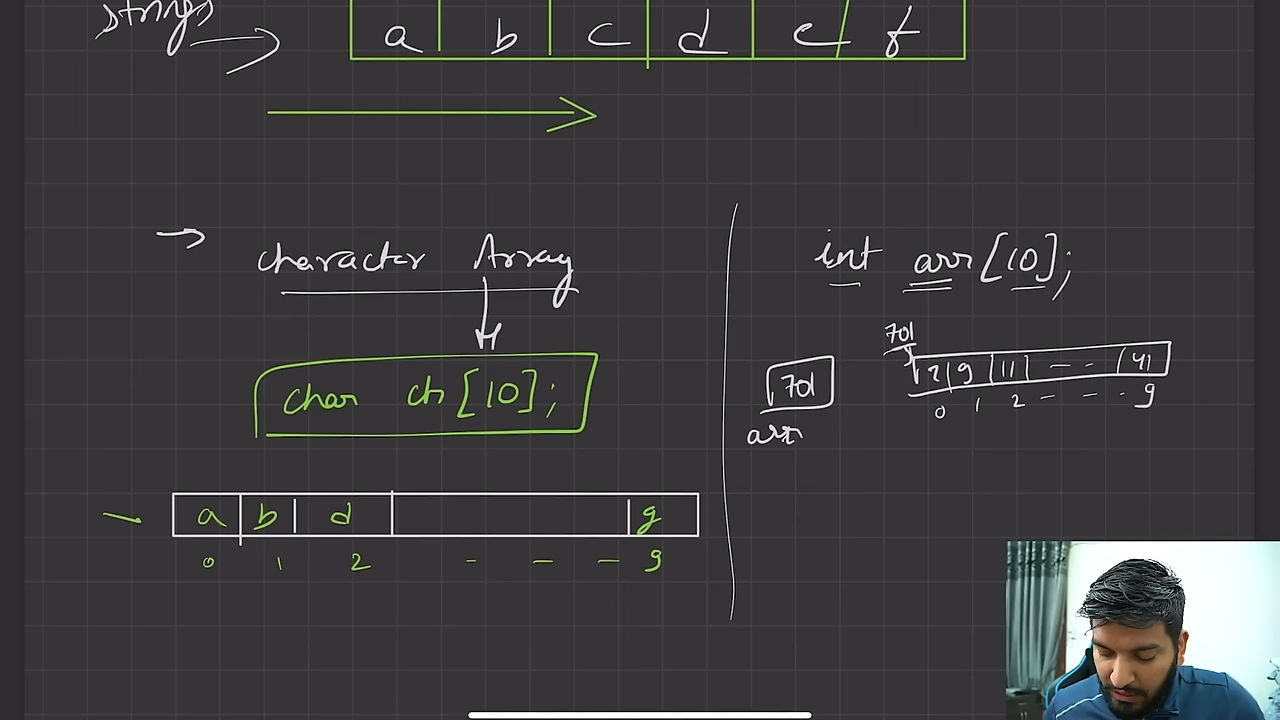 strings
a b c d e f
character Array
char ch[10];
a b d g
0 1 2 - - - 9
int arr[10];
701
2 9 11 - - 41
0 1 2 - - - 9
701
arr